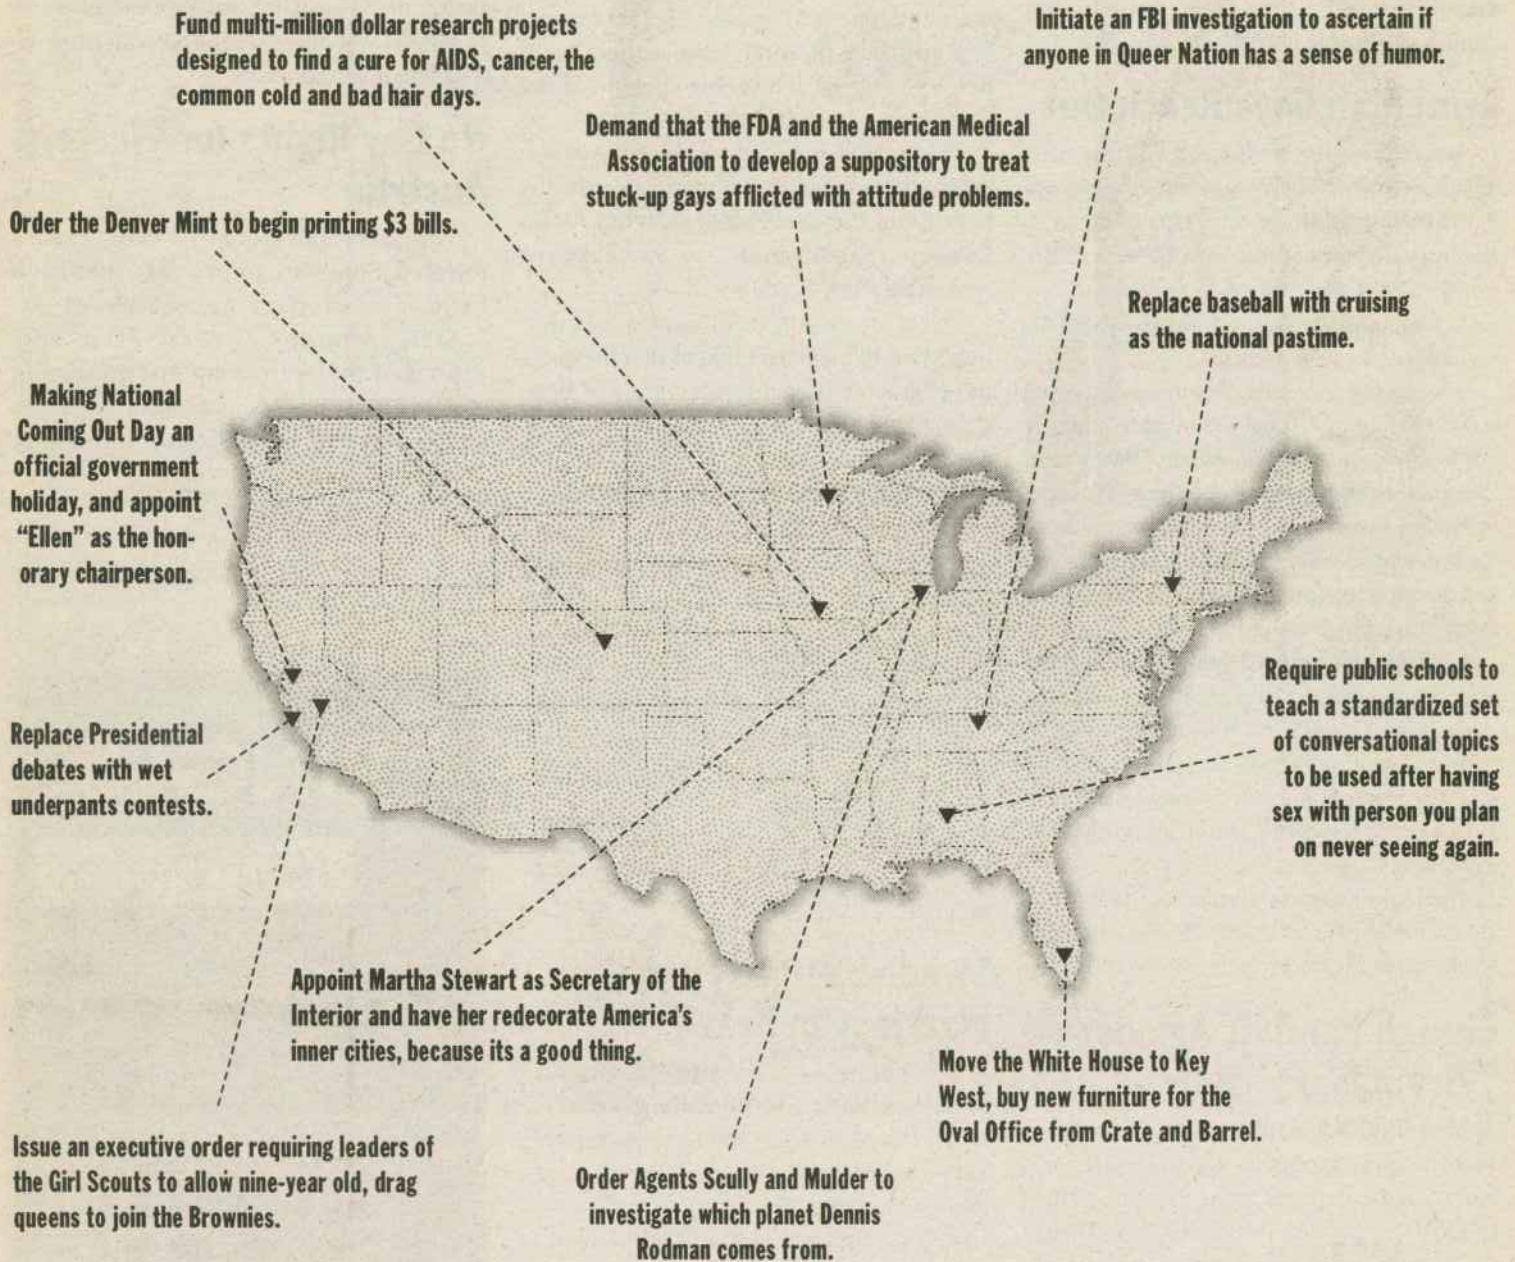 Fund multi-million dollar research projects
designed to find a cure for AIDS, cancer, the
common cold and bad hair days.
Initiate an FBI investigation to ascertain if
anyone in Queer Nation has a sense of humor.
Demand that the FDA and the American Medical
Association to develop a suppository to treat
stuck-up gays afflicted with attitude problems.
Order the Denver Mint to begin printing $3 bills.
Replace baseball with cruising
as the national pastime.
Making National
Coming Out Day an
official government
holiday, and appoint
“Ellen” as the hon-
orary chairperson.
Require public schools to
teach a standardized set
of conversational topics
to be used after having
sex with person you plan
on never seeing again.
Replace Presidential
debates with wet
underpants contests.
Appoint Martha Stewart as Secretary of the
Interior and have her redecorate America’s
inner cities, because its a good thing.
Move the White House to Key
West, buy new furniture for the
Oval Office from Crate and Barrel.
Issue an executive order requiring leaders of
the Girl Scouts to allow nine-year old, drag
queens to join the Brownies.
Order Agents Scully and Mulder to
investigate which planet Dennis
Rodman comes from.